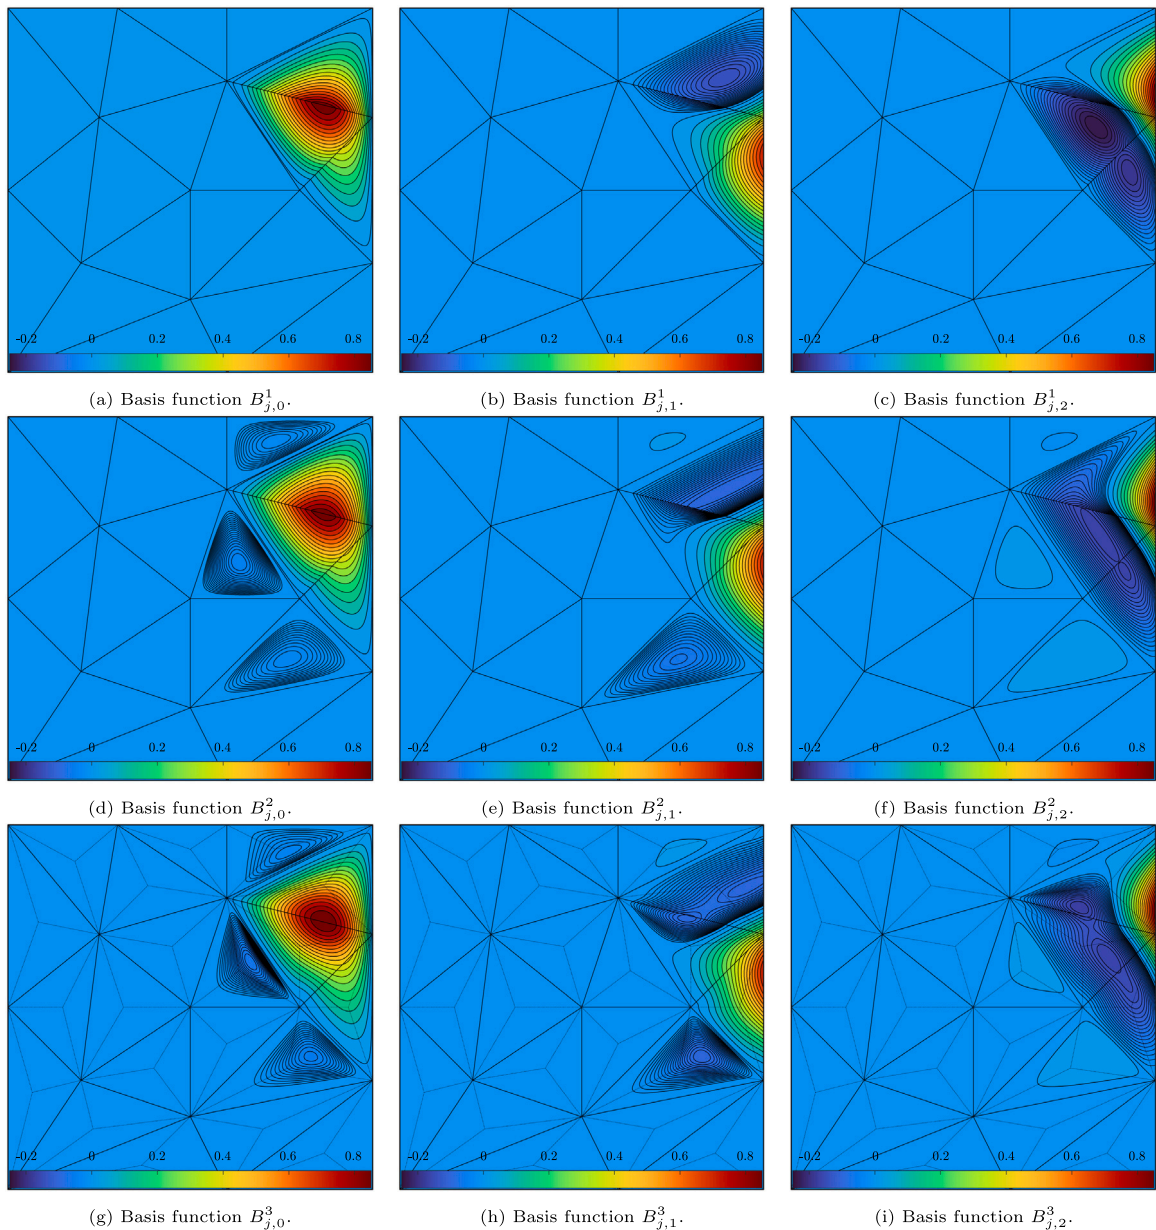 -0.2 0 0.2 0.4 0.6 0.8
-0.2 0 0.2 0.4 0.6 0.8
-0.2 0 0.2 0.4 0.6 0.8
(a) Basis function $B^1_{j,0}$.
(b) Basis function $B^1_{j,1}$.
(c) Basis function $B^1_{j,2}$.
-0.2 0 0.2 0.4 0.6 0.8
-0.2 0 0.2 0.4 0.6 0.8
-0.2 0 0.2 0.4 0.6 0.8
(d) Basis function $B^2_{j,0}$.
(e) Basis function $B^2_{j,1}$.
(f) Basis function $B^2_{j,2}$.
-0.2 0 0.2 0.4 0.6 0.8
-0.2 0 0.2 0.4 0.6 0.8
-0.2 0 0.2 0.4 0.6 0.8
(g) Basis function $B^3_{j,0}$.
(h) Basis function $B^3_{j,1}$.
(i) Basis function $B^3_{j,2}$.